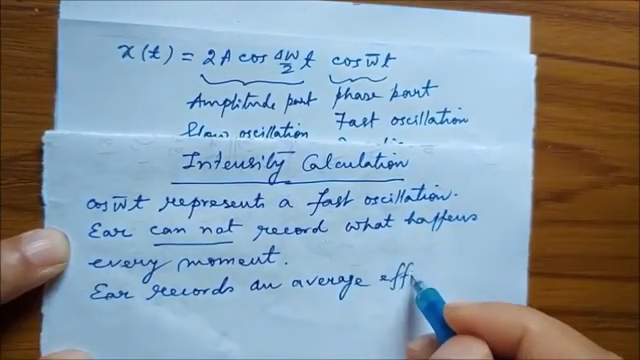 x(t) = 2A cos Δω/2 t cos ω̄t
Amplitude part phase part
Slow oscillation Fast oscillation
Intensity Calculation
cos ω̄t represents a fast oscillation.
Ear can not record what happens
every moment.
Ear records an average eff